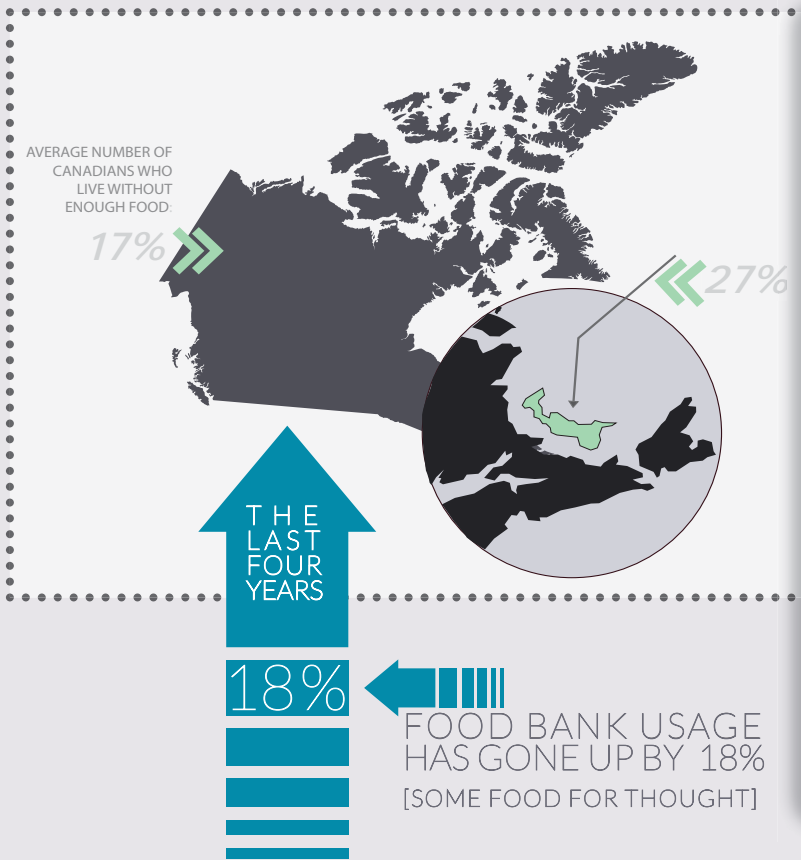 AVERAGE NUMBER OF
CANADIANS WHO
LIVE WITHOUT
ENOUGH FOOD:
17%
27%
THE
LAST
FOUR
YEARS
18%
FOOD BANK USAGE
HAS GONE UP BY 18%
[SOME FOOD FOR THOUGHT]